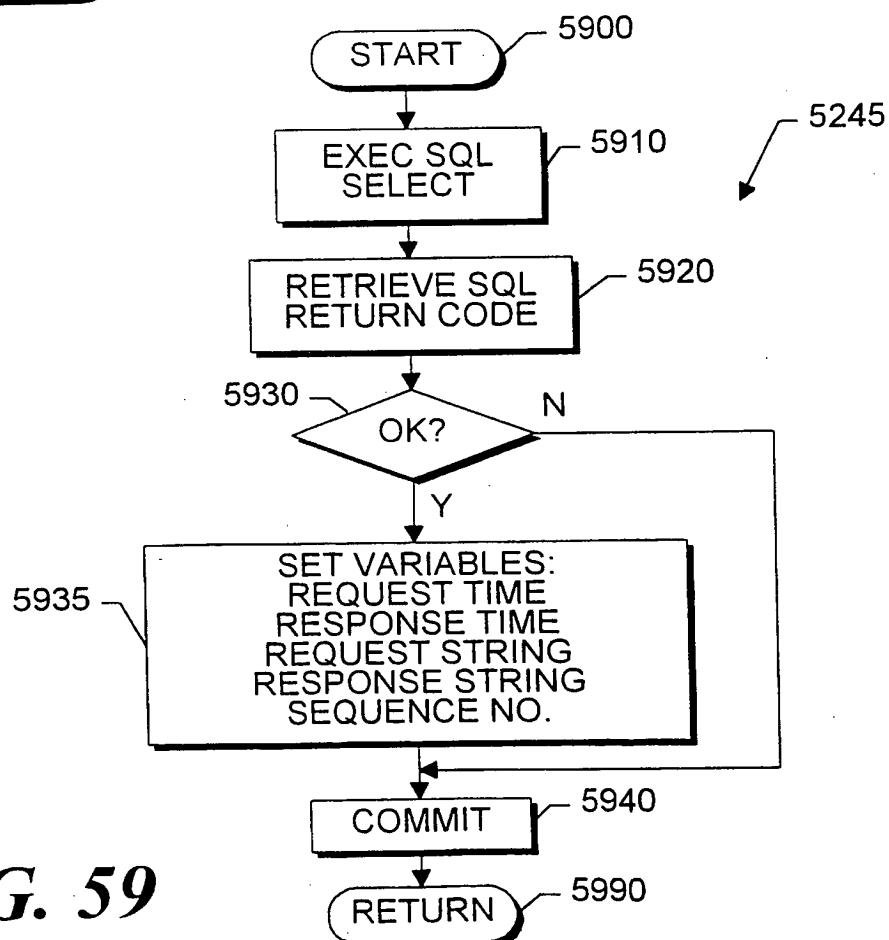 START
5900
5245
EXEC SQL
SELECT
5910
RETRIEVE SQL
RETURN CODE
5920
5930
OK?
N
Y
5935
SET VARIABLES:
REQUEST TIME
RESPONSE TIME
REQUEST STRING
RESPONSE STRING
SEQUENCE NO.
COMMIT
5940
G. 59
RETURN
5990